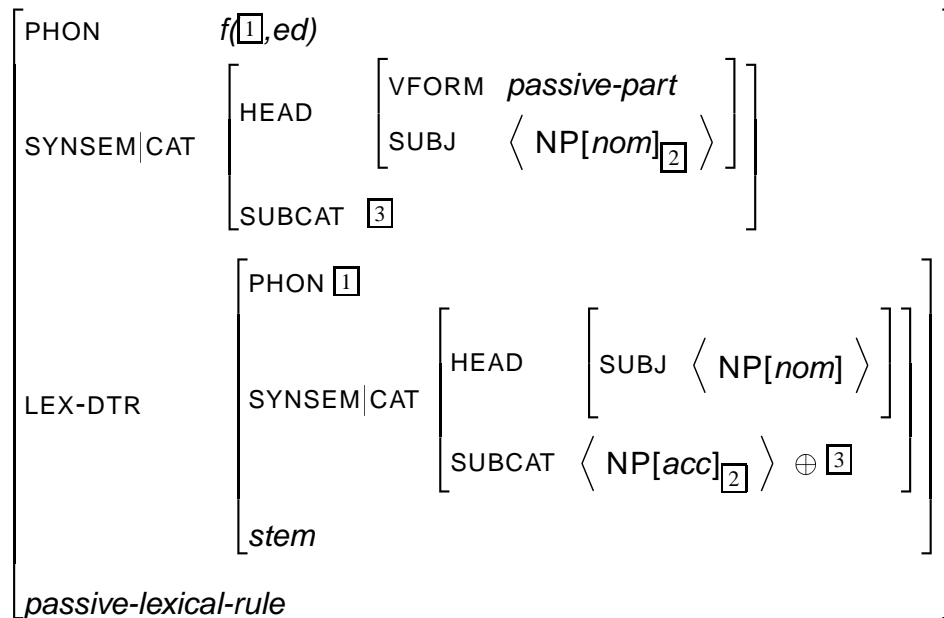 PHON f(1,ed)
VFORM passive-part
HEAD
SYNSEM|CAT SUBJ ⟨ NP[nom]2 ⟩
SUBCAT 3
PHON 1
HEAD SUBJ ⟨ NP[nom] ⟩
LEX-DTR SYNSEM|CAT
SUBCAT ⟨ NP[acc]2 ⟩ ⊕ 3
stem
passive-lexical-rule